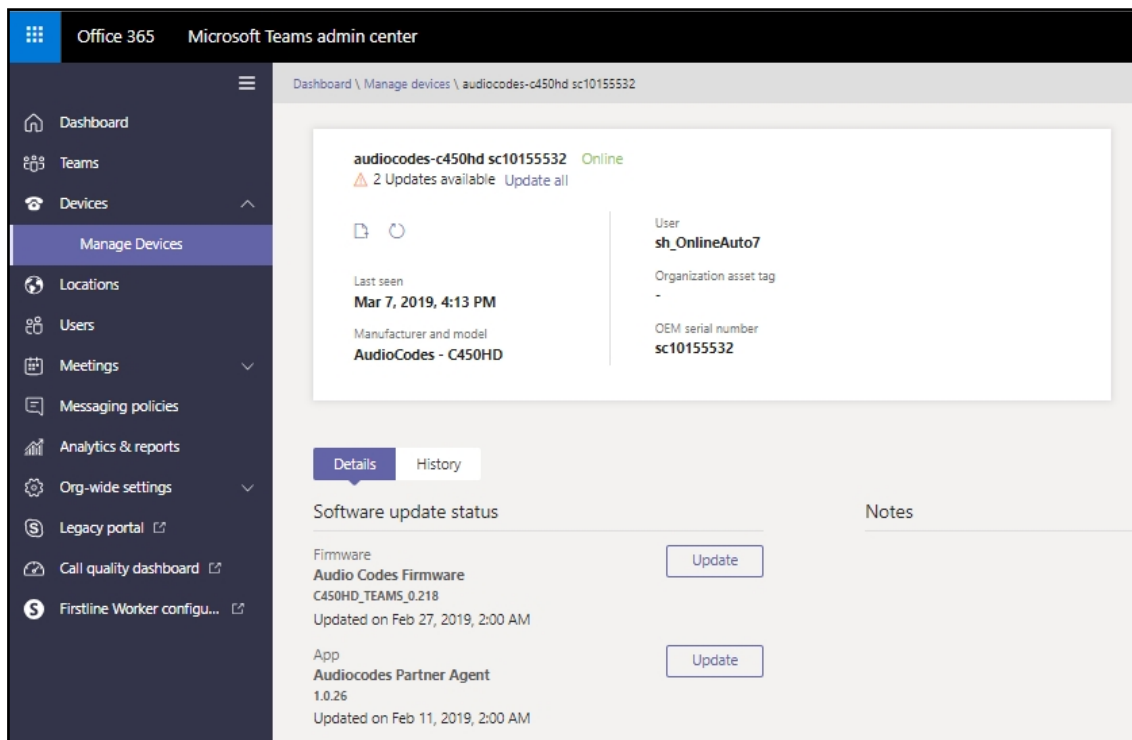 Office 365 Microsoft Teams admin center
Dashboard \ Manage devices \ audiocodes-c450hd sc10155532
Dashboard
Teams
Devices
Manage Devices
Locations
Users
Meetings
Messaging policies
Analytics & reports
Org-wide settings
Legacy portal
Call quality dashboard
Firstline Worker configu...
audiocodes-c450hd sc10155532 Online
2 Updates available Update all
Last seen
Mar 7, 2019, 4:13 PM
Manufacturer and model
AudioCodes - C450HD
User
sh_OnlineAuto7
Organization asset tag
-
OEM serial number
sc10155532
Details History
Software update status
Firmware
Audio Codes Firmware
C450HD_TEAMS_0.218
Updated on Feb 27, 2019, 2:00 AM
Update
App
Audiocodes Partner Agent
1.0.26
Updated on Feb 11, 2019, 2:00 AM
Update
Notes